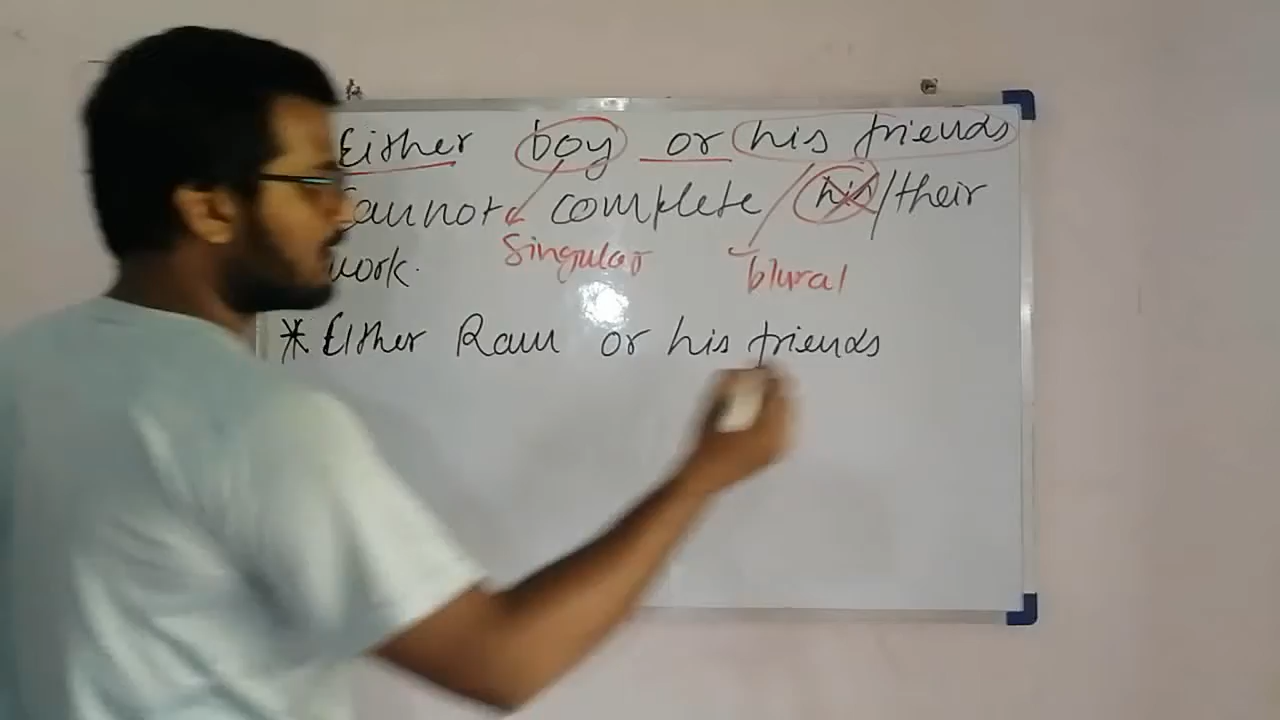 Either boy or his friends
Cannot complete his/their
Singular
work.
plural
* Either Ram or his friends